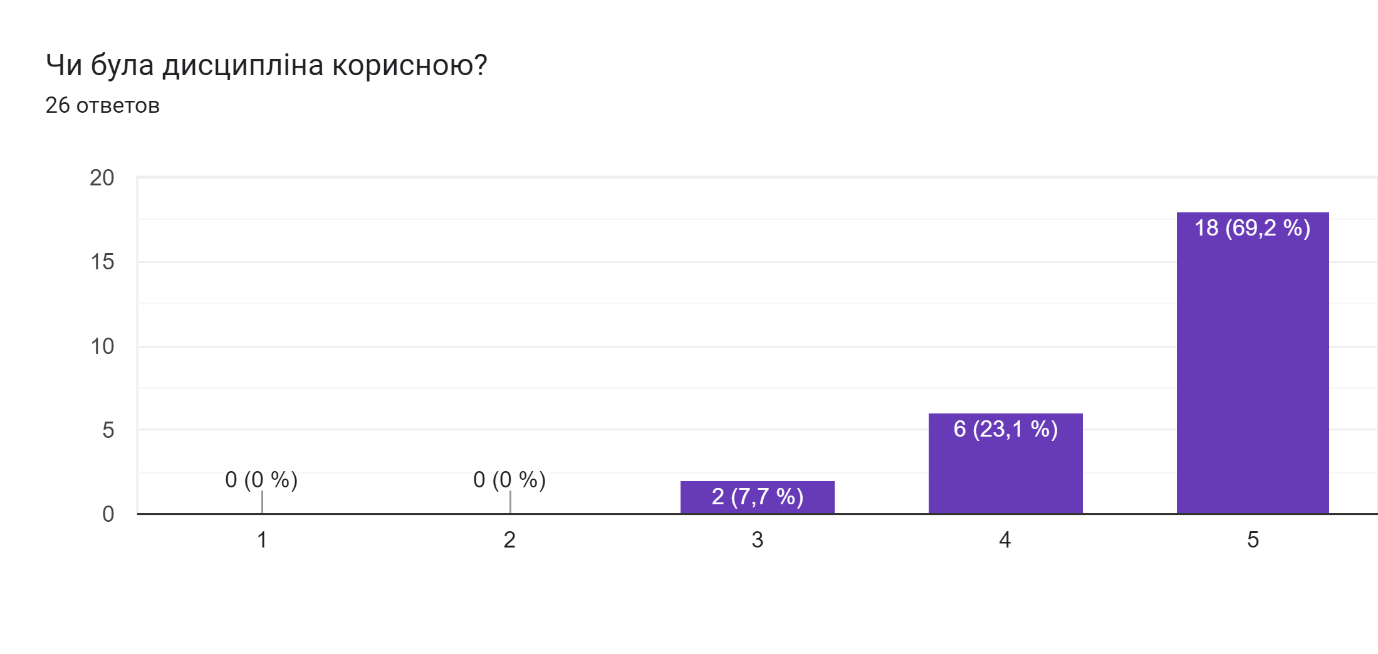 Чи була дисципліна корисною?
26 ответов
20
15
10
5
0
0 (0 %)
0 (0 %)
2 (7,7 %)
6 (23,1 %)
18 (69,2 %)
1
2
3
4
5